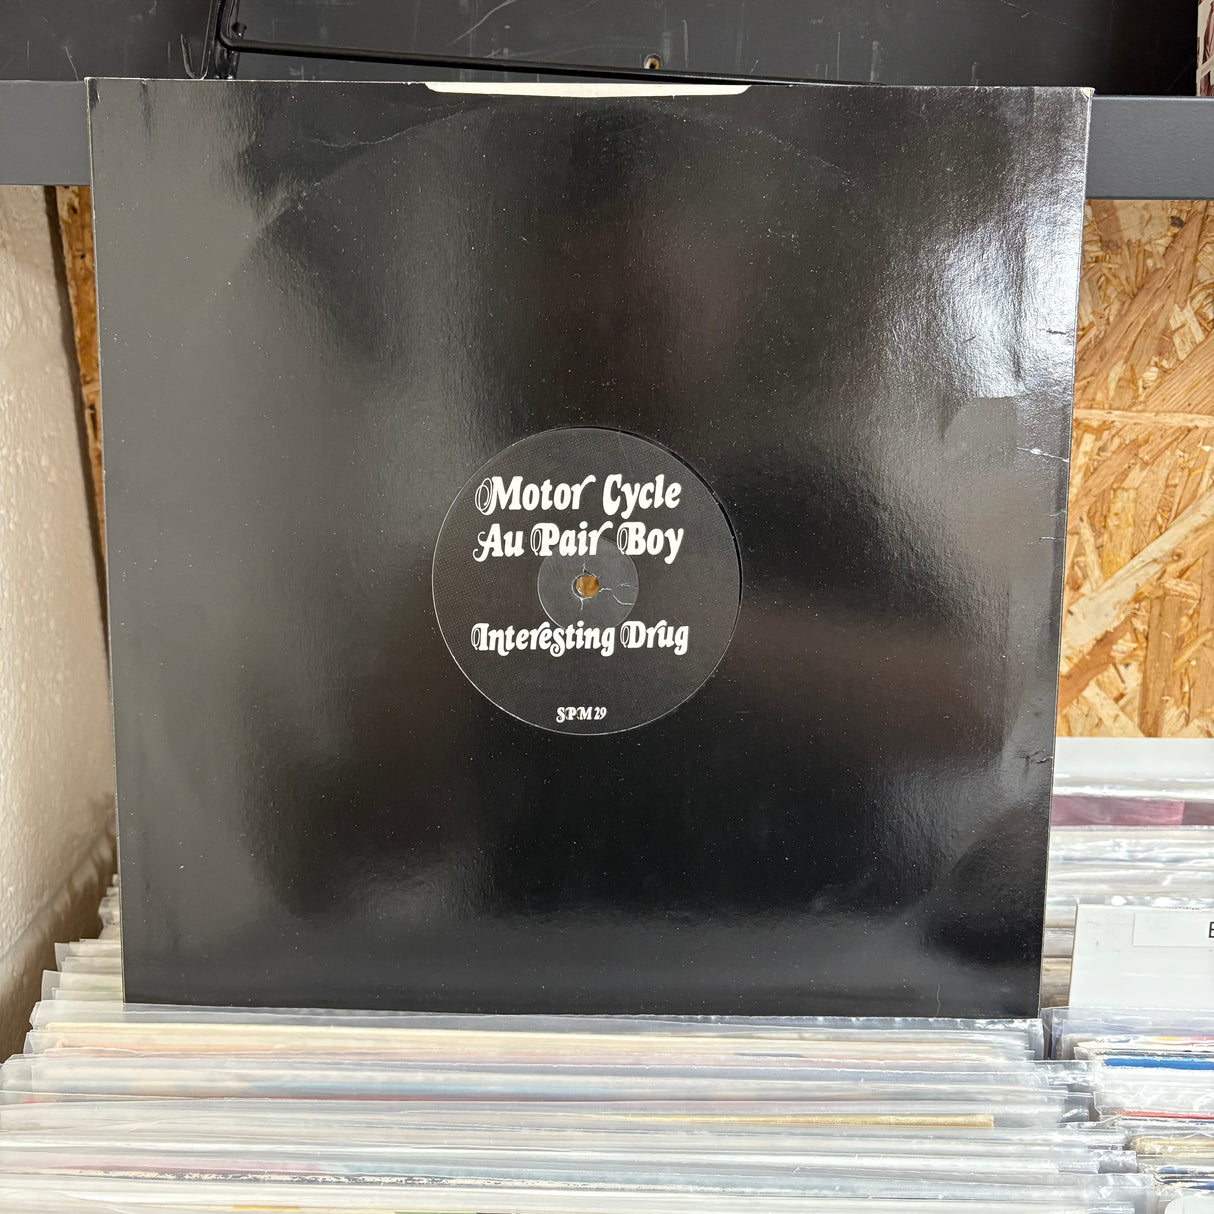 Motor Cycle
Au Pair Boy
Interesting Drug
SPM 29